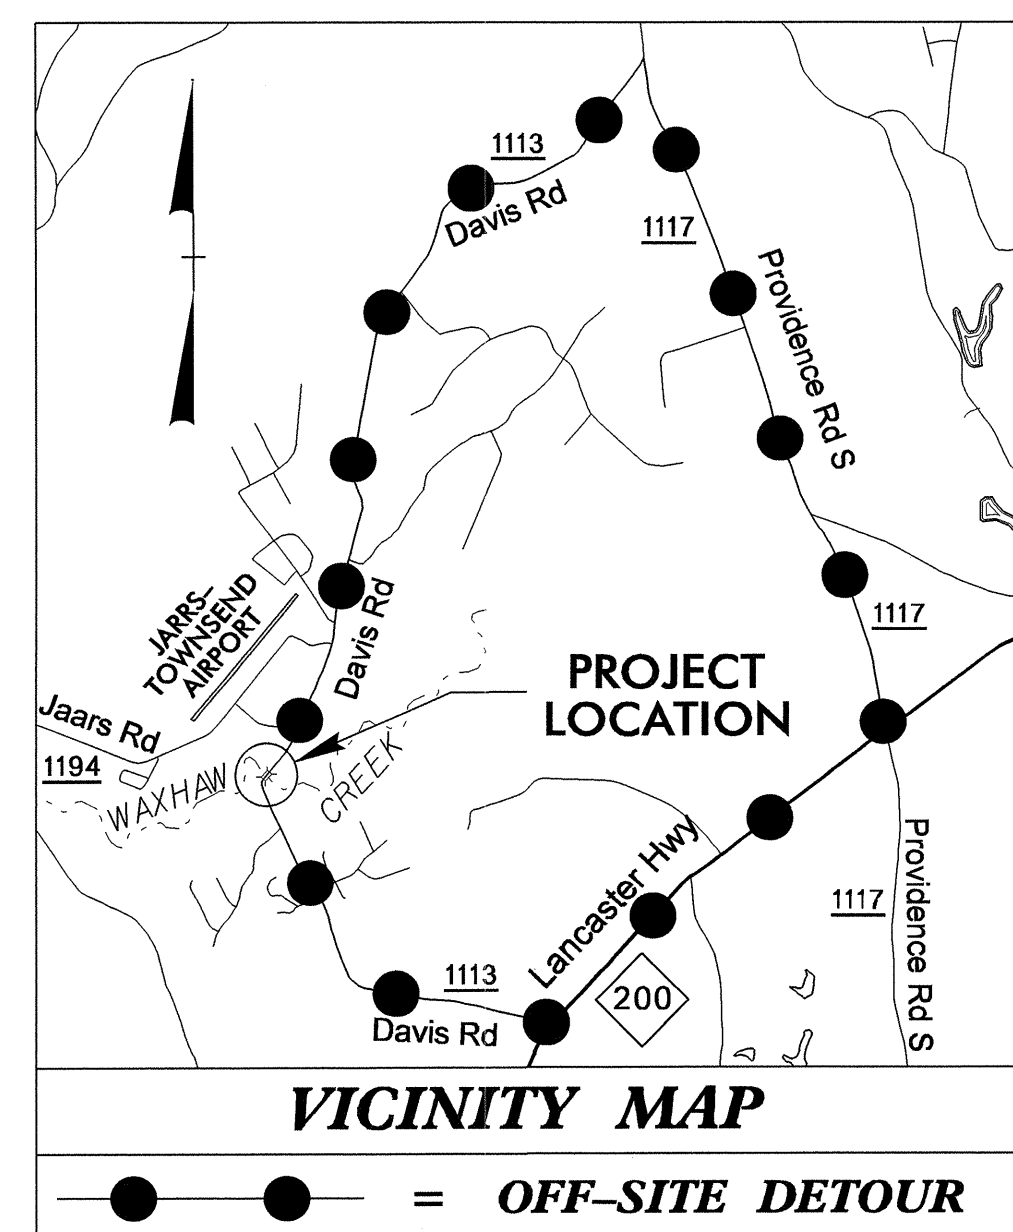 1113
Davis Rd
1117
Providence Rd S
JARRS–
TOWNSEND
AIRPORT
Davis Rd
1117
PROJECT
LOCATION
Jaars Rd
1194
WAXHAW
CREEK
Lancaster Hwy
1117
Providence Rd S
1113
Davis Rd
200
VICINITY MAP
= OFF–SITE DETOUR